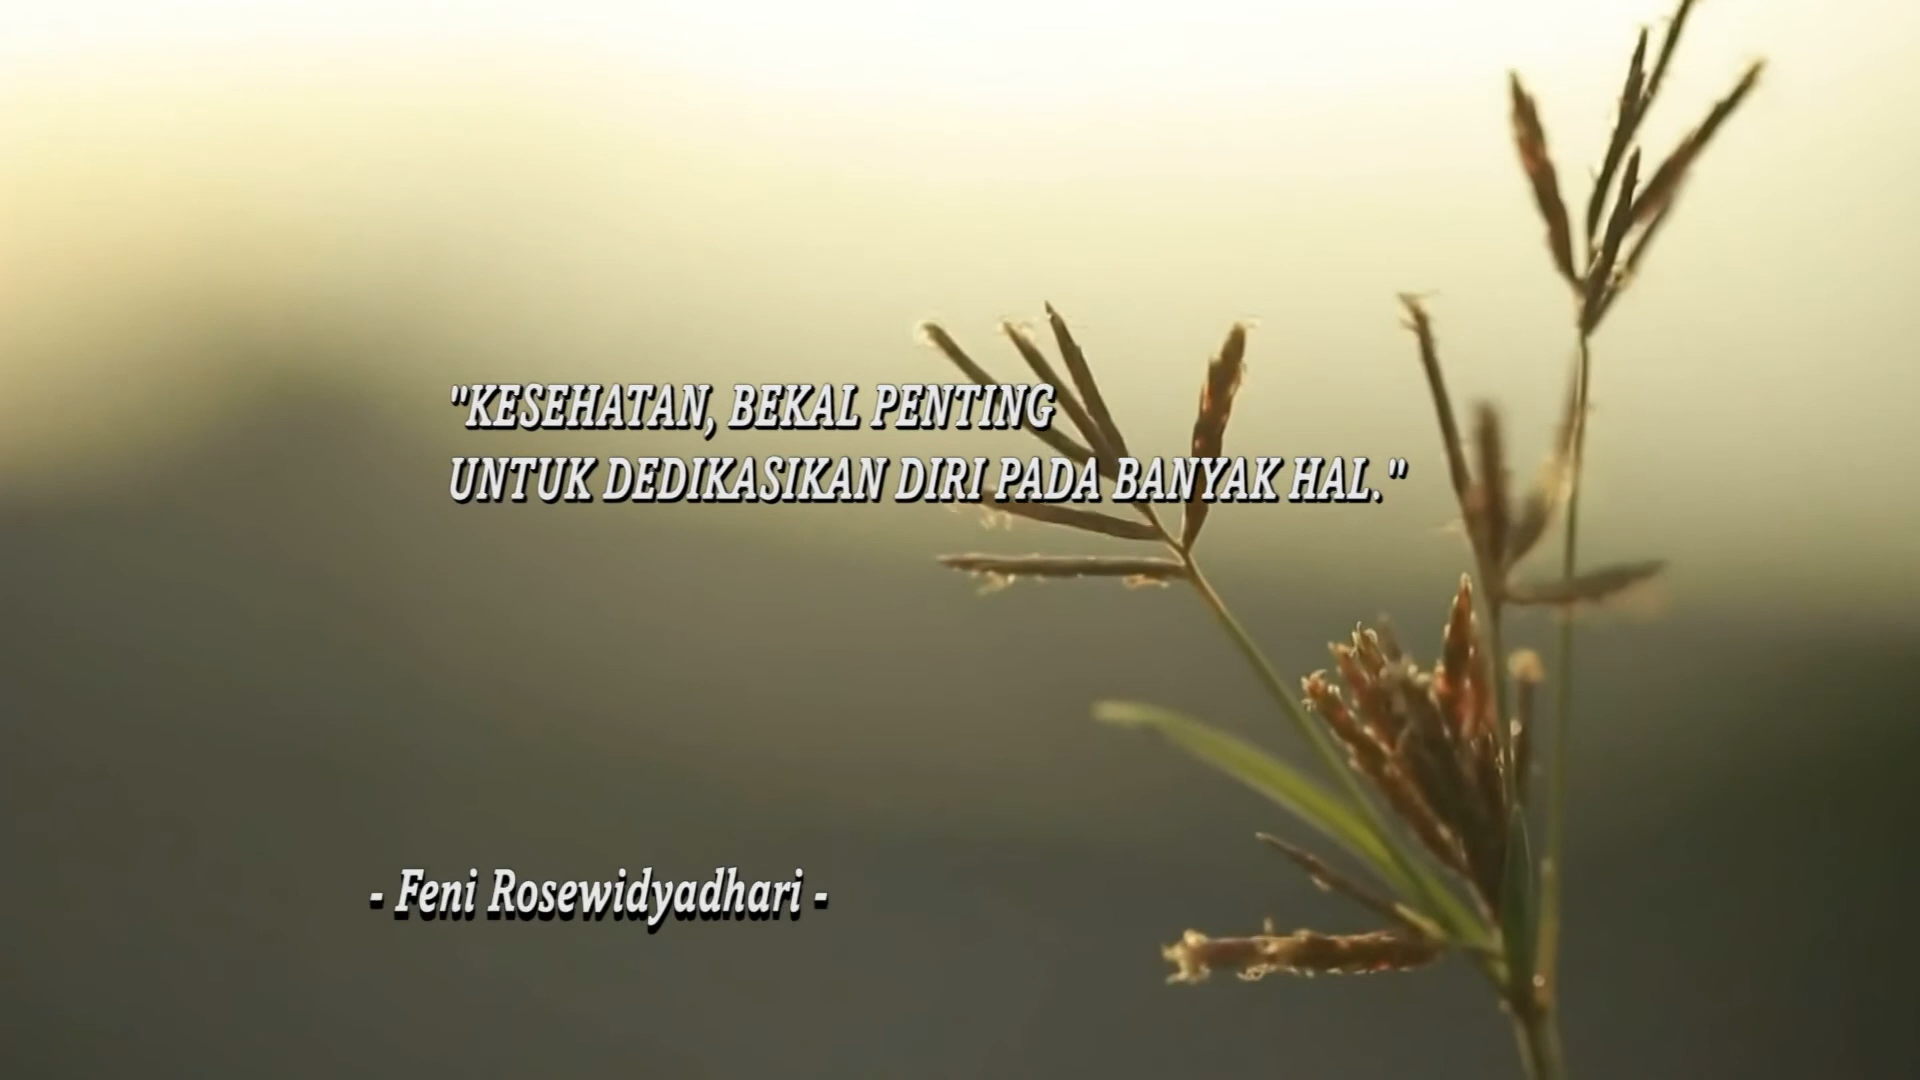 "KESEHATAN, BEKAL PENTING
UNTUK DEDIKASIKAN DIRI PADA BANYAK HAL."
- Feni Rosewidyadhari -